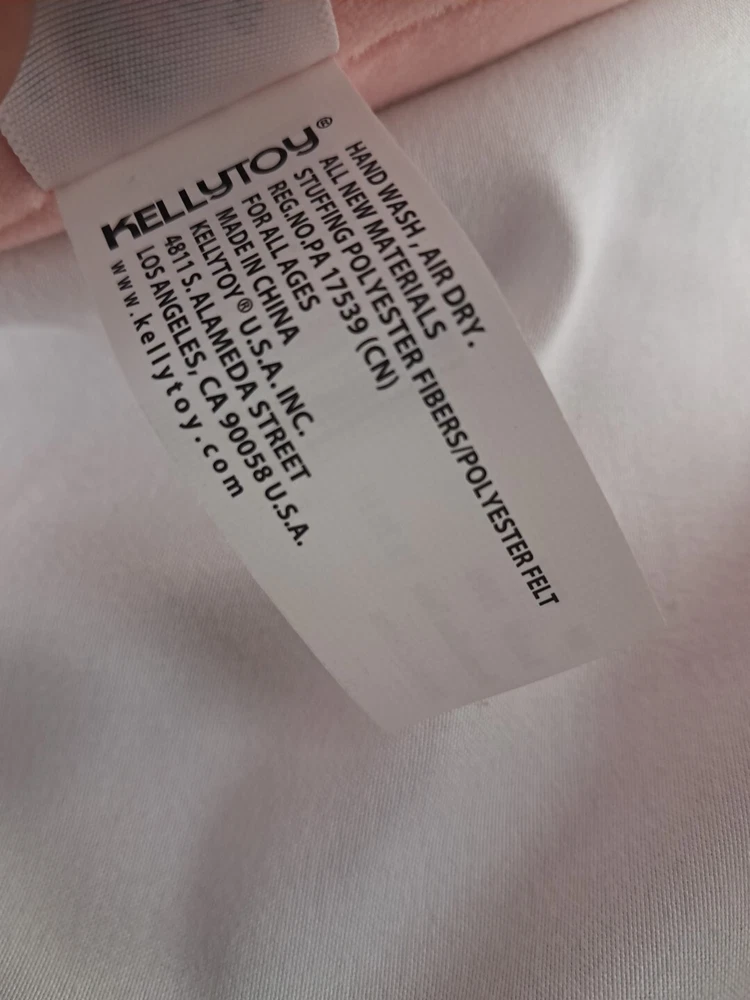 KELLYTOY®
HAND WASH , AIR DRY.
ALL NEW MATERIALS
STUFFING POLYESTER FIBERS/POLYESTER FELT
REG.NO.PA 17539 (CN)
FOR ALL AGES
MADE IN CHINA
KELLYTOY® U.S.A. INC.
4811 S. ALAMEDA STREET
LOS ANGELES, CA 90058 U.S.A.
www.kellytoy.com